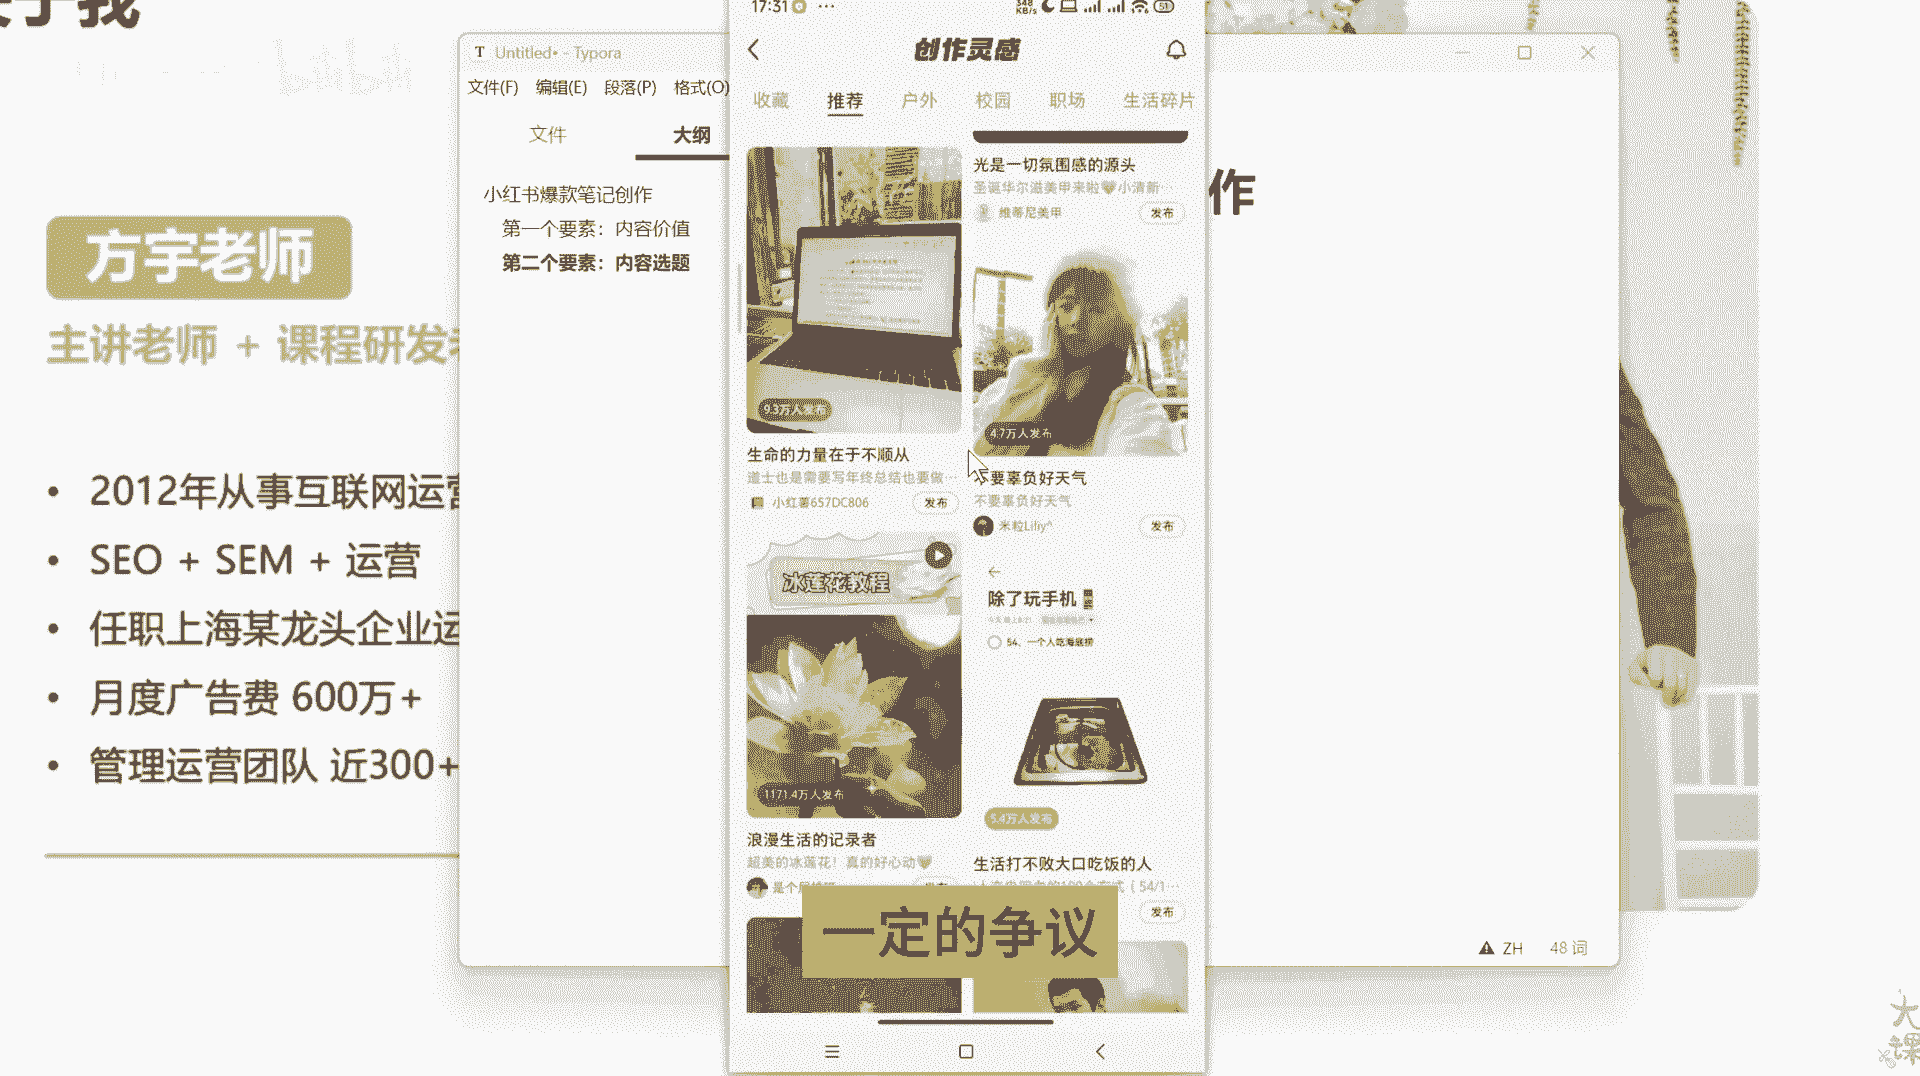 于我
bilibili
方宇老师
主讲老师 + 课程研发
• 2012年从事互联网运营
• SEO + SEM + 运营
• 任职上海某龙头企业运
• 月度广告费 600万+
• 管理运营团队 近300+
T Untitled• - Typora
文件(F) 编辑(E) 段落(P) 格式(O)
文件 大纲
小红书爆款笔记创作
第一个要素：内容价值
第二个要素：内容选题
作
17:31 ···
348 KB/s 51
创作灵感
收藏 推荐 户外 校园 职场 生活碎片
9.3万人发布
生命的力量在于不顺从
道士也是需要写年终总结也要做…
小红薯657DC806 发布
冰莲花教程
1171.4万人发布
浪漫生活的记录者
超美的冰莲花！真的好心动
是个
光是一切氛围感的源头
圣诞华尔滋美甲来啦 小清新…
维蒂尼美甲 发布
4.7万人发布
不要辜负好天气
不要辜负好天气
米粒Liliy^ 发布
除了玩手机
54、一个人吃海底捞
5.4万人发布
生活打不败大口吃饭的人
（54/1…
发布
一定的争议
ZH 48 词
大
课